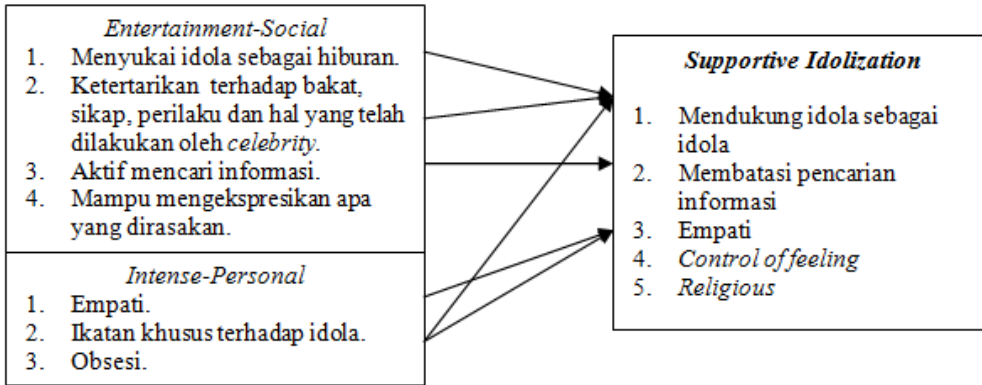 Entertainment-Social
1. Menyukai idola sebagai hiburan.
2. Ketertarikan terhadap bakat,
sikap, perilaku dan hal yang telah
dilakukan oleh celebrity.
3. Aktif mencari informasi.
4. Mampu mengekspresikan apa
yang dirasakan.
Intense-Personal
1. Empati.
2. Ikatan khusus terhadap idola.
3. Obsesi.
Supportive Idolization
1. Mendukung idola sebagai
idola
2. Membatasi pencarian
informasi
3. Empati
4. Control of feeling
5. Religious